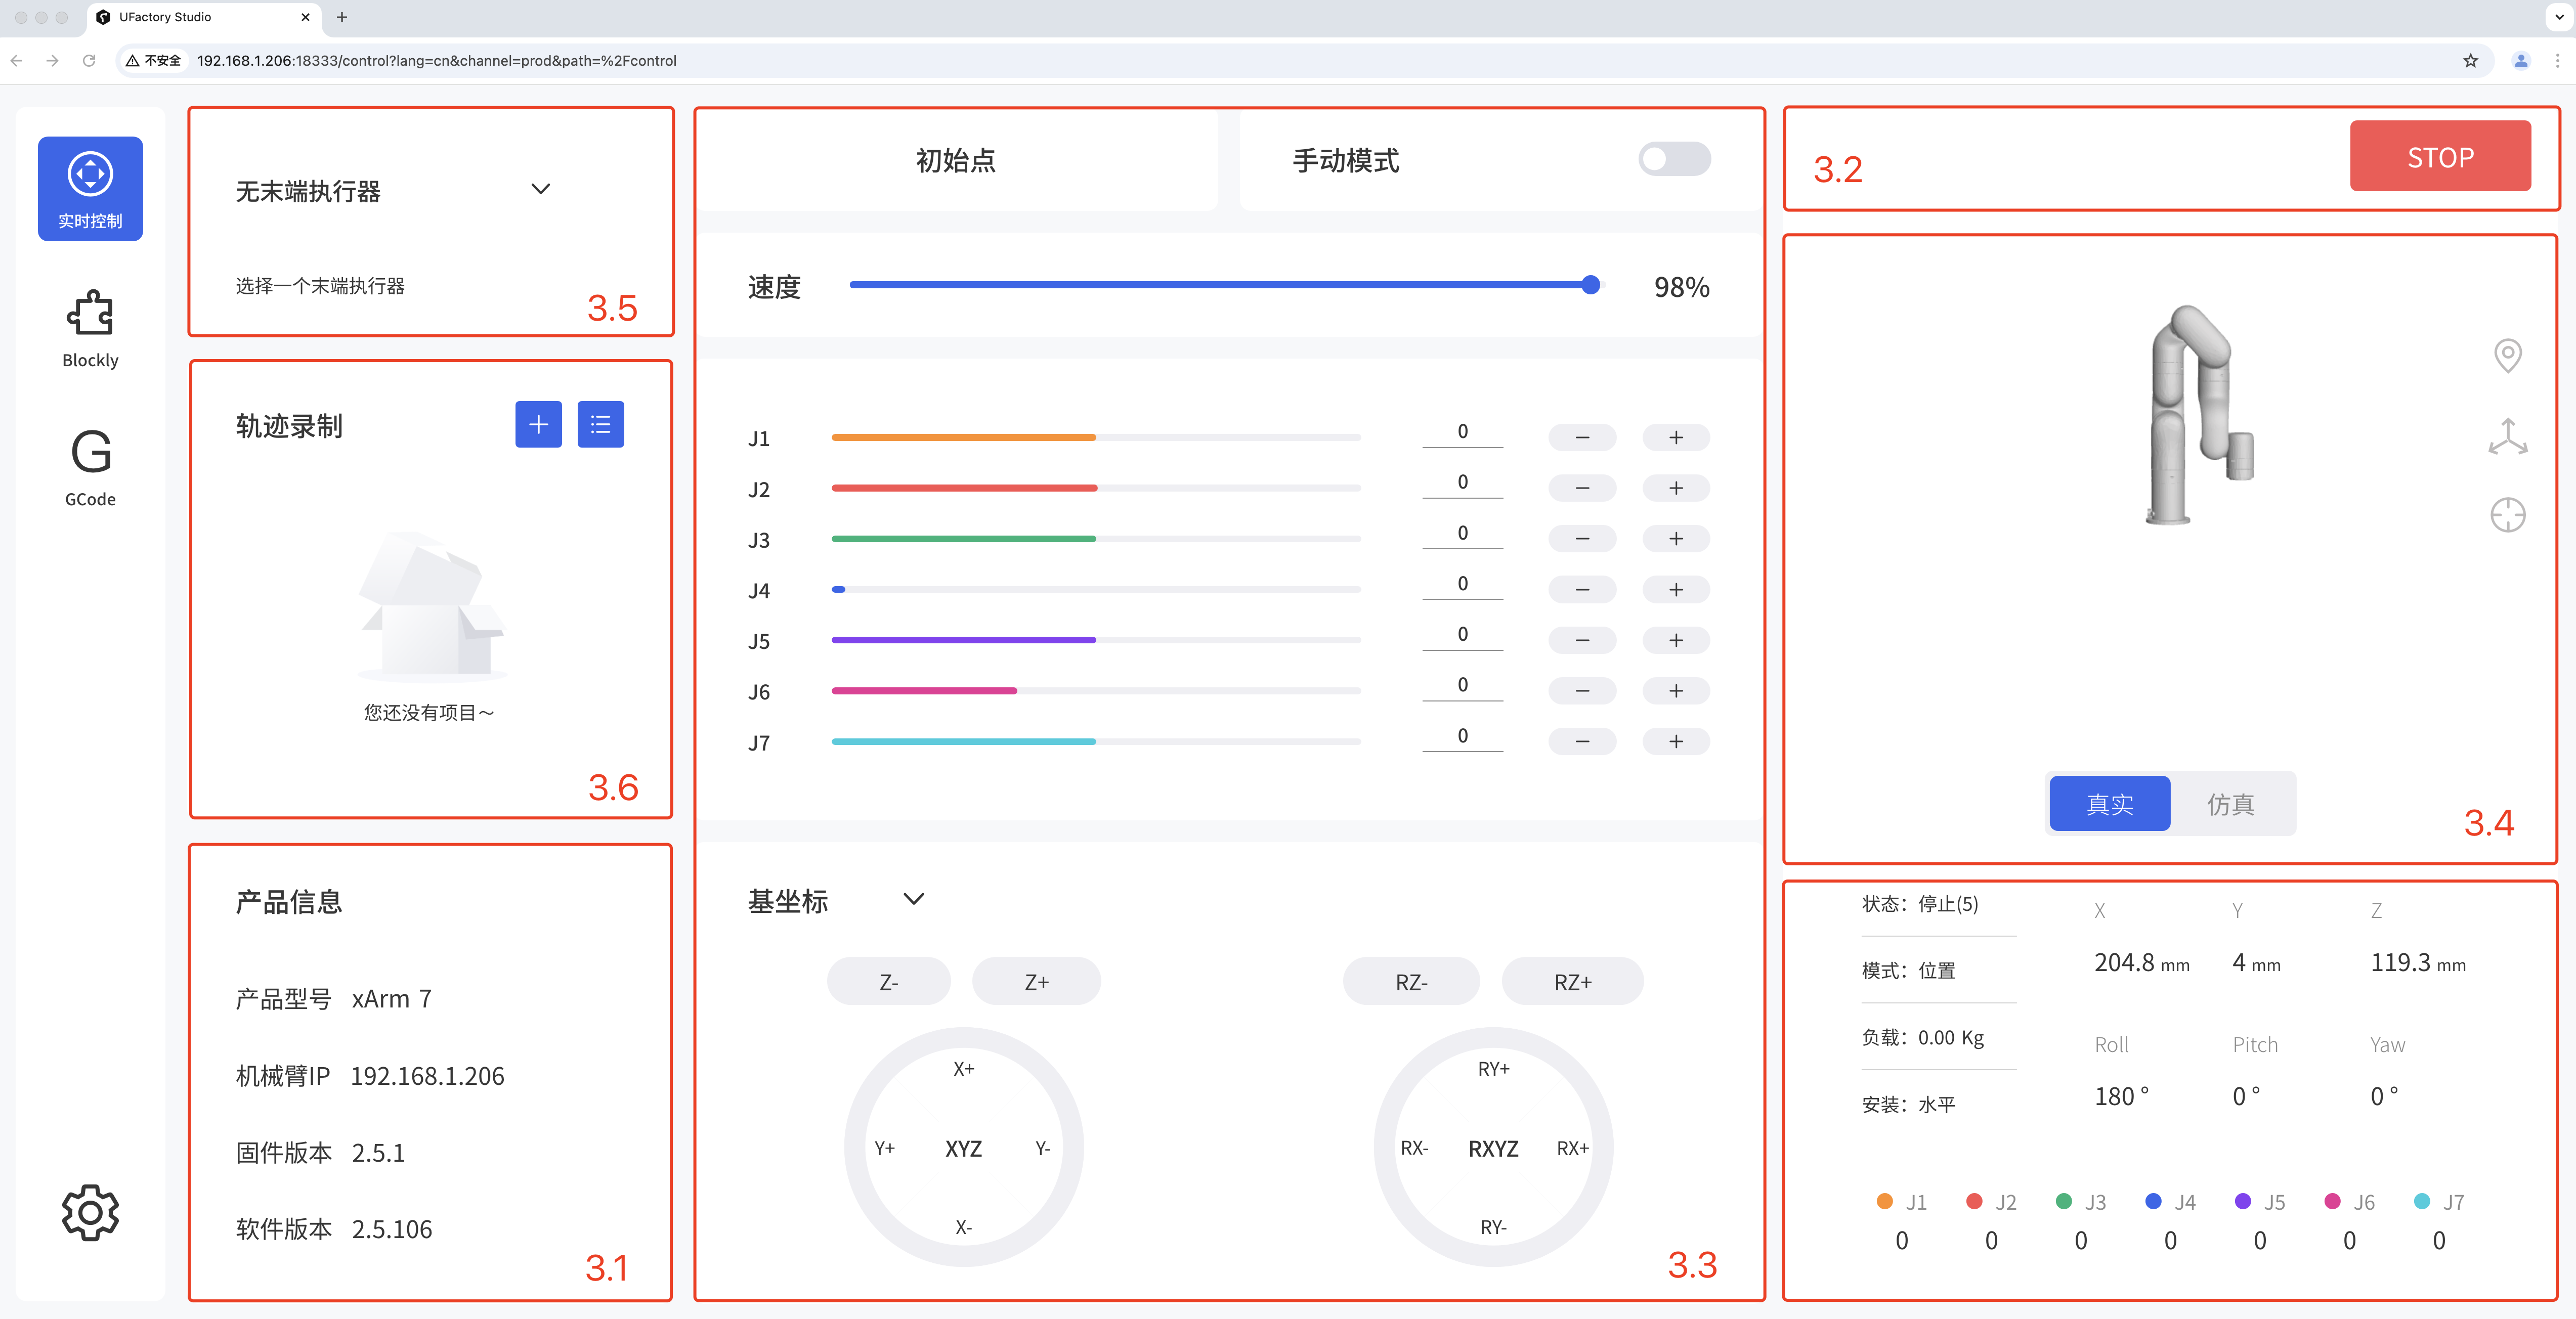 UFactory Studio
不安全 192.168.1.206:18333/control?lang=cn&channel=prod&path=%2Fcontrol
实时控制
Blockly
G
GCode
无末端执行器
选择一个末端执行器
3.5
轨迹录制
您还没有项目～
3.6
产品信息
产品型号 xArm 7
机械臂IP 192.168.1.206
固件版本 2.5.1
软件版本 2.5.106
3.1
初始点 手动模式
速度 98%
J1 0 − +
J2 0 − +
J3 0 − +
J4 0 − +
J5 0 − +
J6 0 − +
J7 0 − +
基坐标
Z- Z+ RZ- RZ+
X+ RY+
Y+ XYZ Y- RX- RXYZ RX+
X- RY-
3.3
3.2 STOP
真实 仿真
3.4
状态：停止(5)
模式：位置
负载：0.00 Kg
安装：水平
X Y Z
204.8 mm 4 mm 119.3 mm
Roll Pitch Yaw
180 ° 0 ° 0 °
J1 J2 J3 J4 J5 J6 J7
0 0 0 0 0 0 0